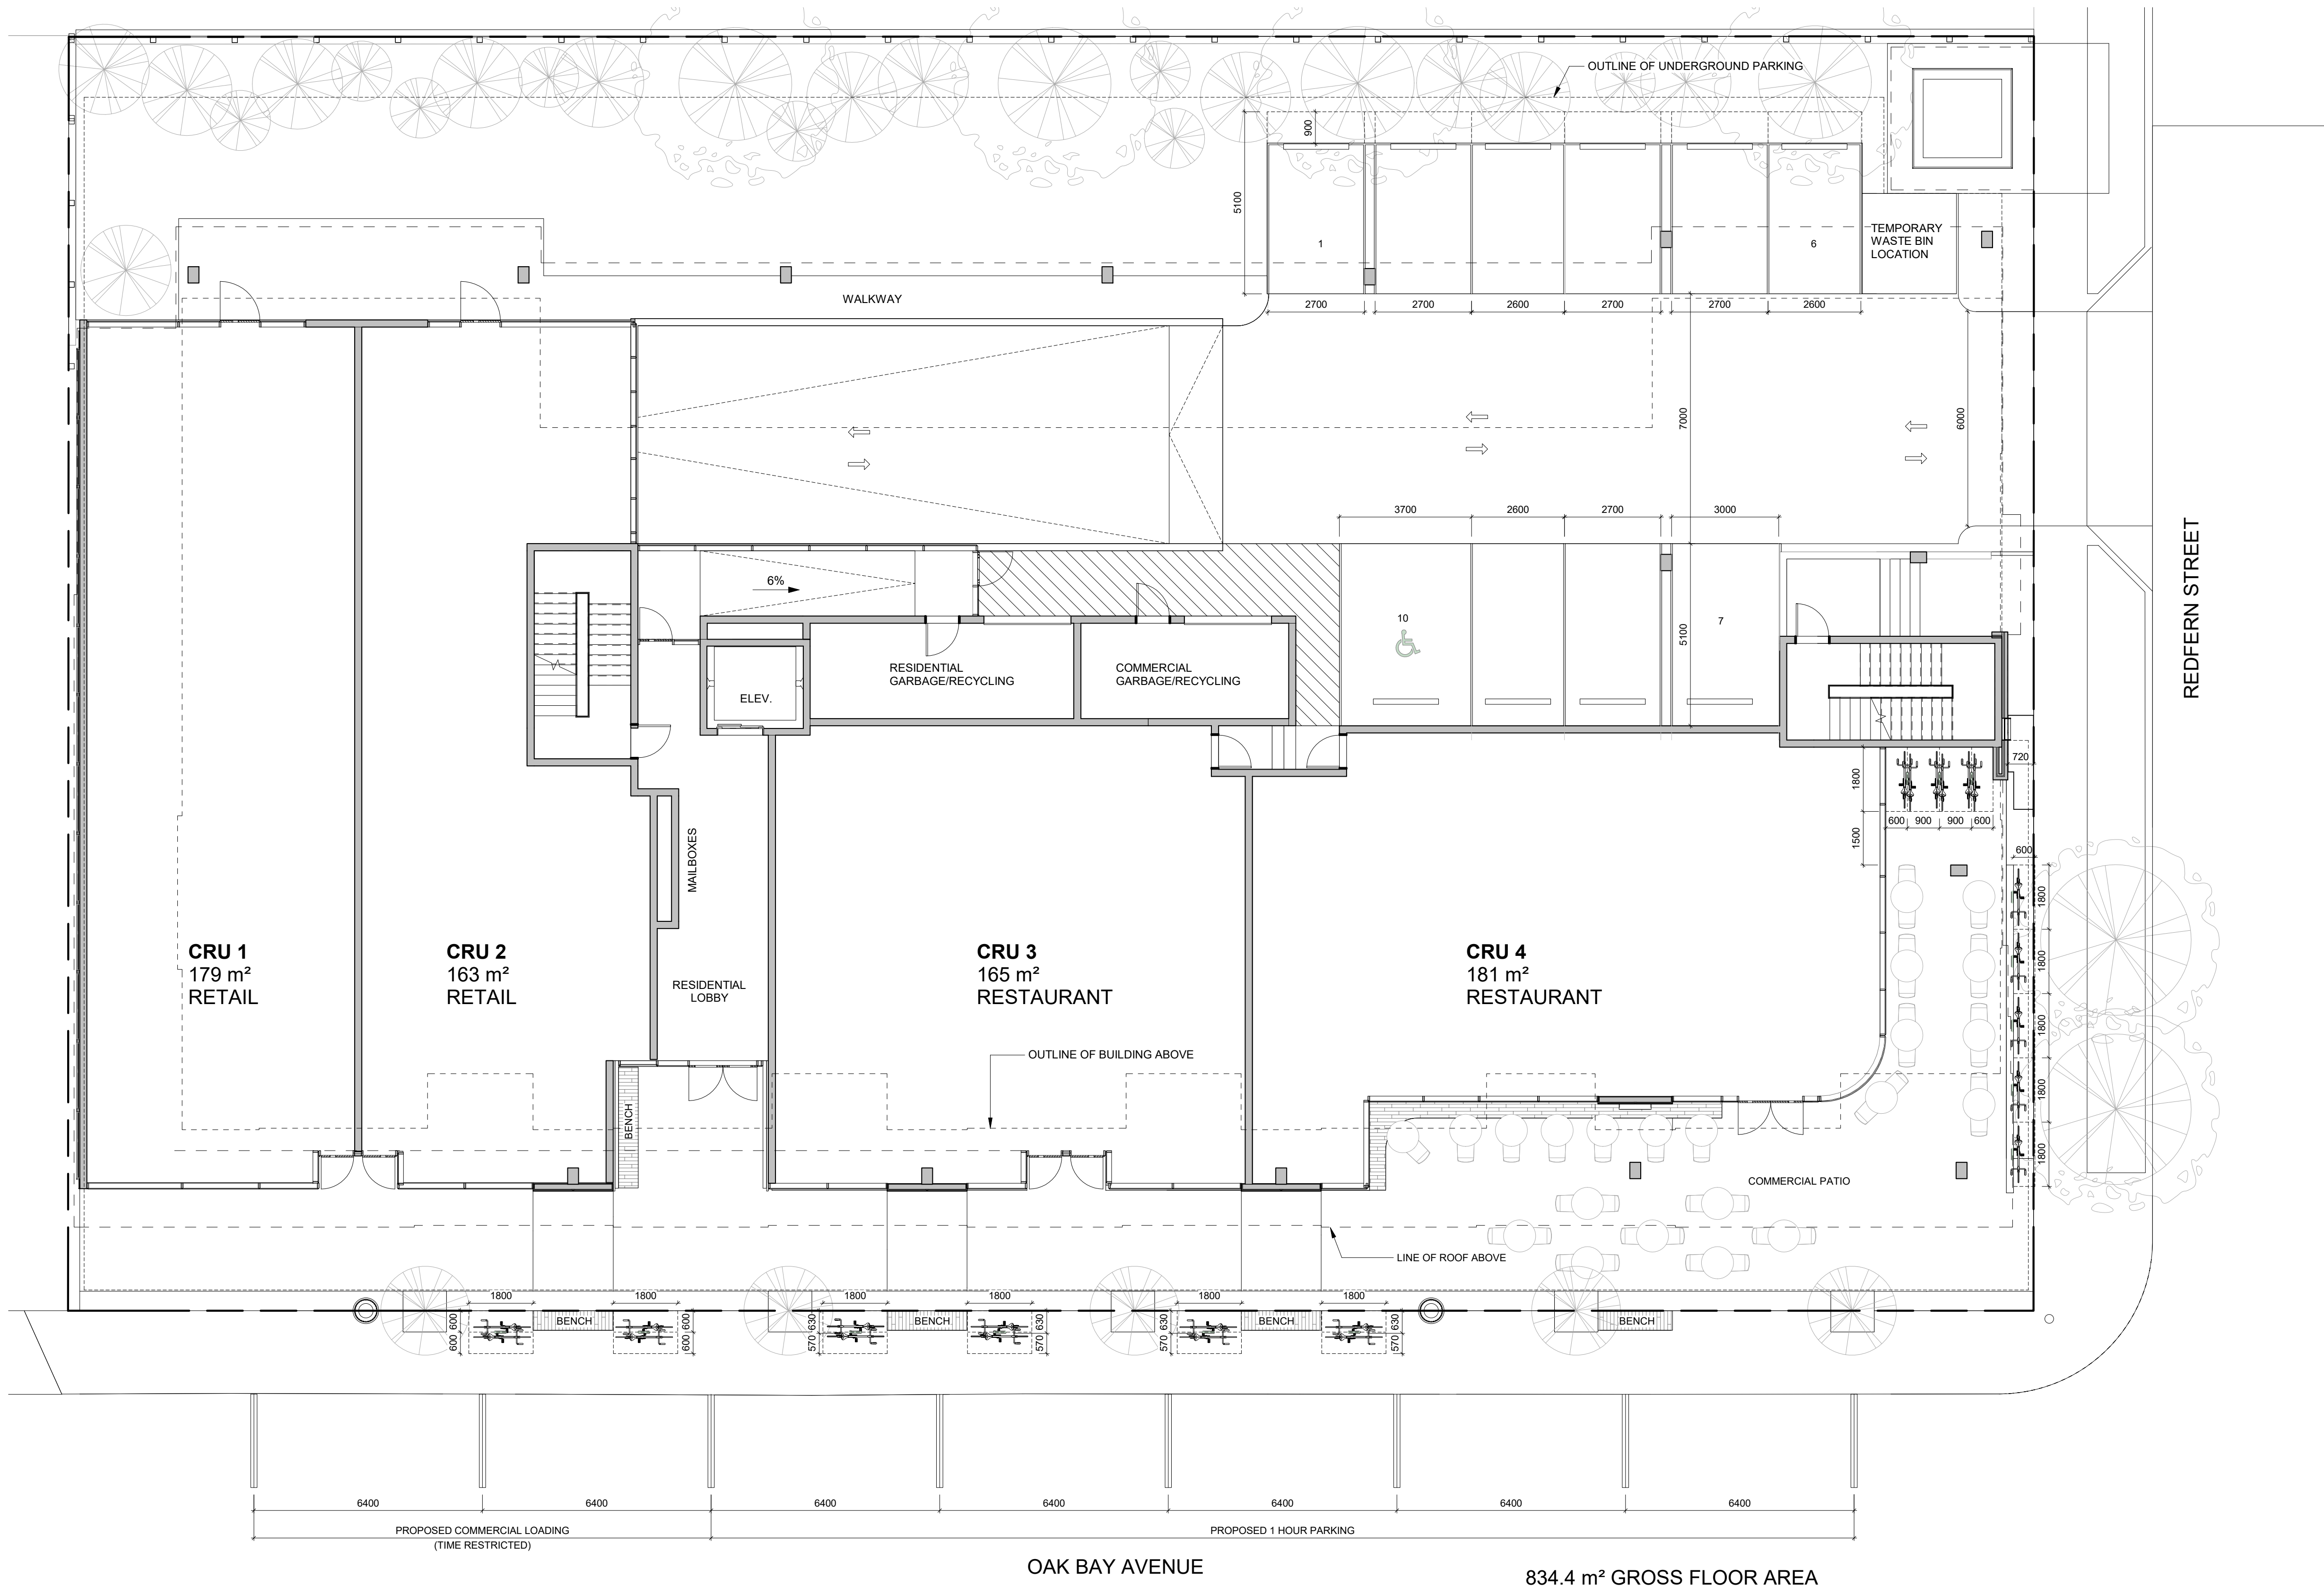 OUTLINE OF UNDERGROUND PARKING
900
5100
1
6
TEMPORARY
WASTE BIN
LOCATION
WALKWAY
2700
2700
2600
2700
2700
2600
7000
6000
3700
2600
2700
3000
6%
10
7
5100
RESIDENTIAL
GARBAGE/RECYCLING
COMMERCIAL
GARBAGE/RECYCLING
ELEV.
REDFERN STREET
720
1800
600
900
900
600
1500
600
MAILBOXES
1800
1800
1800
1800
1800
CRU 1
179 m²
RETAIL
CRU 2
163 m²
RETAIL
RESIDENTIAL
LOBBY
CRU 3
165 m²
RESTAURANT
CRU 4
181 m²
RESTAURANT
OUTLINE OF BUILDING ABOVE
BENCH
COMMERCIAL PATIO
LINE OF ROOF ABOVE
1800
1800
1800
1800
1800
1800
600 600
BENCH
600 600
570 630
BENCH
570 630
570 630
BENCH
570 630
BENCH
6400
6400
6400
6400
6400
6400
6400
PROPOSED COMMERCIAL LOADING
(TIME RESTRICTED)
PROPOSED 1 HOUR PARKING
OAK BAY AVENUE
834.4 m² GROSS FLOOR AREA